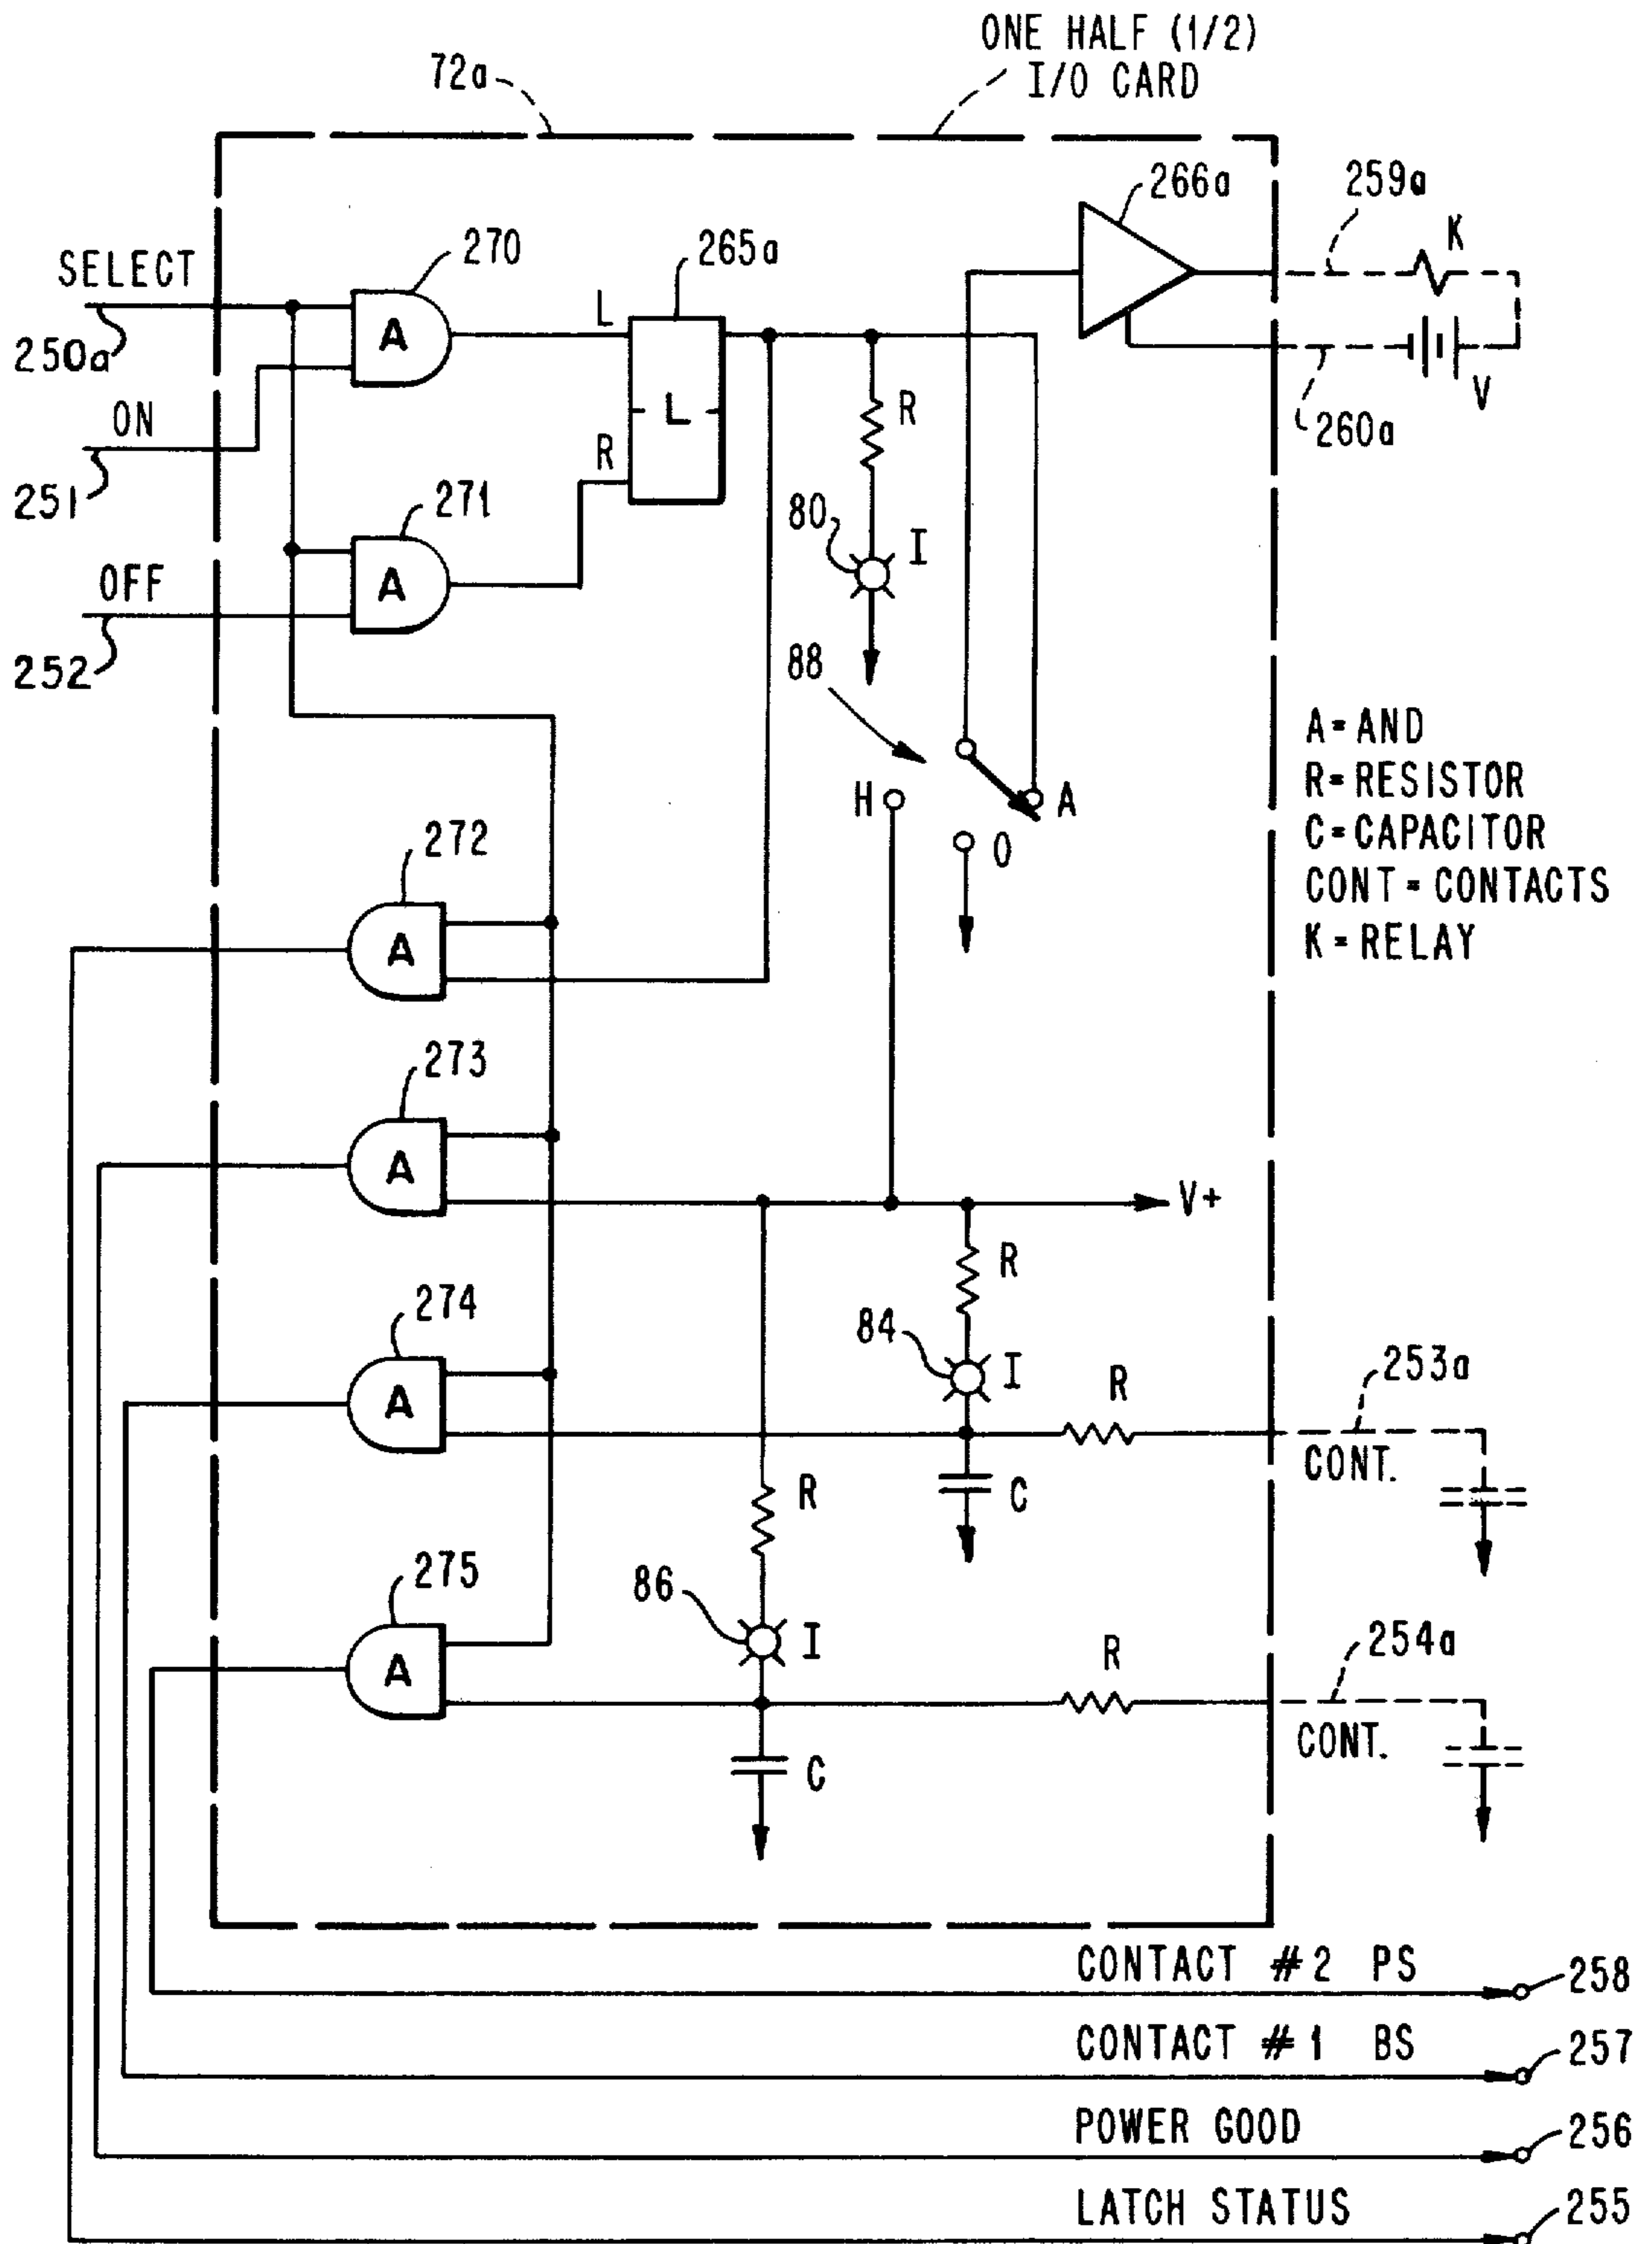 ONE HALF (1/2)
I/O CARD
72a
266a
259a
K
SELECT
270
265a
250a
A
L
L
R
V
260a
ON
251
R
271
80
I
OFF
A
252
88
H
A
O
A=AND
R=RESISTOR
C=CAPACITOR
CONT=CONTACTS
K=RELAY
272
A
273
A
V+
R
274
84
I
R
253a
A
CONT.
R
C
275
86
I
R
254a
A
CONT.
C
CONTACT #2 PS
258
CONTACT #1 BS
257
POWER GOOD
256
LATCH STATUS
255